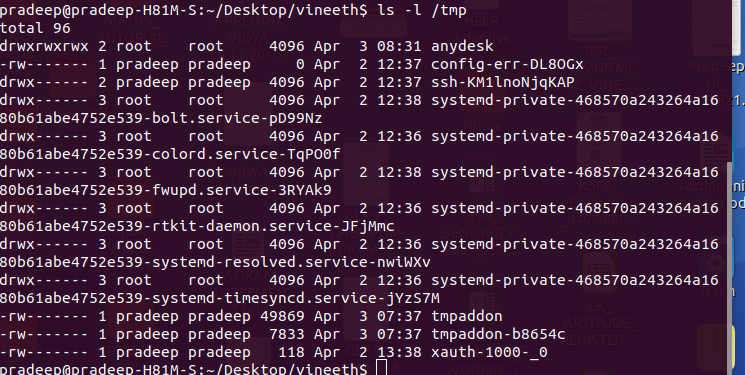 pradeep@pradeep-H81M-S:~/Desktop/vineeth$ ls -l /tmp
total 96
drwxrwxrwx 2 root    root     4096 Apr  3 08:31 anydesk
-rw------- 1 pradeep pradeep     0 Apr  2 12:37 config-err-DL8OGx
drwx------ 2 pradeep pradeep  4096 Apr  2 12:37 ssh-KM1lnoNjqKAP
drwx------ 3 root    root     4096 Apr  2 12:38 systemd-private-468570a243264a16
80b61abe4752e539-bolt.service-pD99Nz
drwx------ 3 root    root     4096 Apr  2 12:36 systemd-private-468570a243264a16
80b61abe4752e539-colord.service-TqPO0f
drwx------ 3 root    root     4096 Apr  2 12:38 systemd-private-468570a243264a16
80b61abe4752e539-fwupd.service-3RYAk9
drwx------ 3 root    root     4096 Apr  2 12:36 systemd-private-468570a243264a16
80b61abe4752e539-rtkit-daemon.service-JFjMmc
drwx------ 3 root    root     4096 Apr  2 12:36 systemd-private-468570a243264a16
80b61abe4752e539-systemd-resolved.service-nwiWXv
drwx------ 3 root    root     4096 Apr  2 12:36 systemd-private-468570a243264a16
80b61abe4752e539-systemd-timesyncd.service-jYzS7M
-rw------- 1 pradeep pradeep 49869 Apr  3 07:37 tmpaddon
-rw------- 1 pradeep pradeep  7833 Apr  3 07:37 tmpaddon-b8654c
-rw------- 1 pradeep pradeep   118 Apr  2 13:38 xauth-1000-_0
pradeep@pradeep-H81M-S:~/Desktop/vineeth$